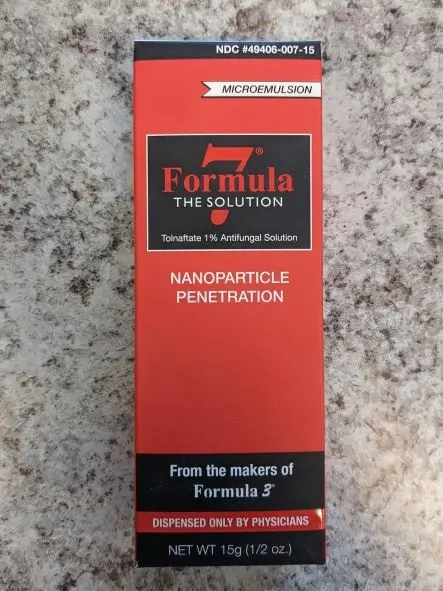 NDC #49406-007-15
MICROEMULSION
7®
Formula
THE SOLUTION
Tolnaftate 1% Antifungal Solution
NANOPARTICLE
PENETRATION
From the makers of
Formula 3®
DISPENSED ONLY BY PHYSICIANS
NET WT 15g (1/2 oz.)